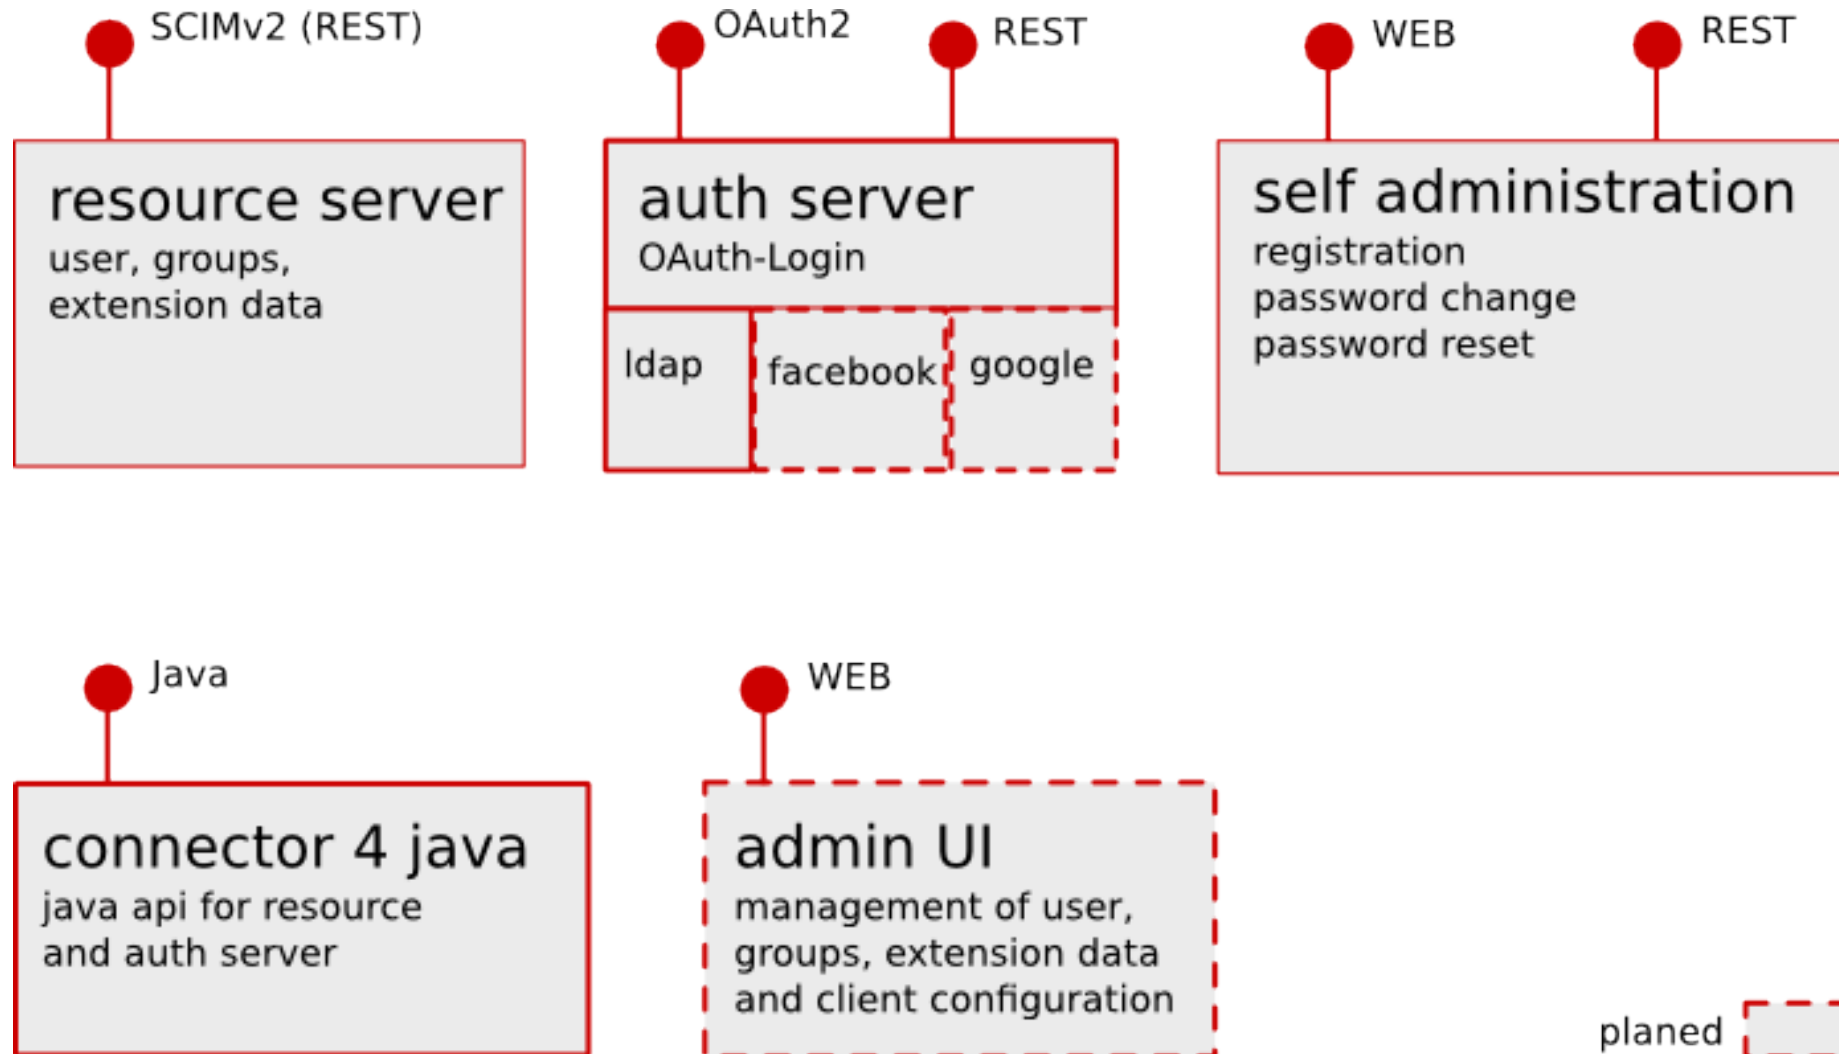 SCIMv2 (REST)
OAuth2
REST
WEB
REST
resource server
user, groups,
extension data
auth server
OAuth-Login
ldap
facebook
google
self administration
registration
password change
password reset
Java
WEB
connector 4 java
java api for resource
and auth server
admin UI
management of user,
groups, extension data
and client configuration
planed